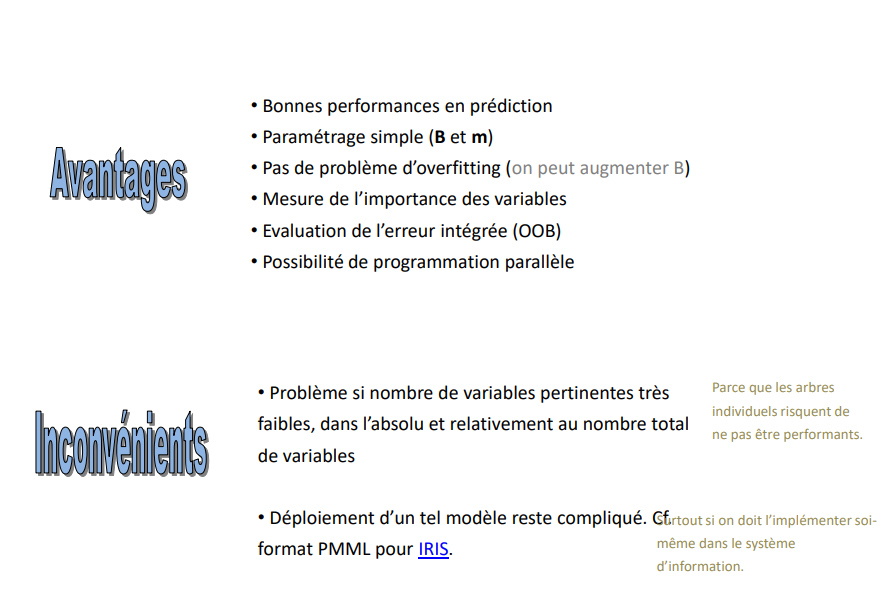 Avantages
• Bonnes performances en prédiction
• Paramétrage simple (B et m)
• Pas de problème d’overfitting (on peut augmenter B)
• Mesure de l’importance des variables
• Evaluation de l’erreur intégrée (OOB)
• Possibilité de programmation parallèle
Inconvénients
• Problème si nombre de variables pertinentes très
faibles, dans l’absolu et relativement au nombre total
de variables
Parce que les arbres
individuels risquent de
ne pas être performants.
• Déploiement d’un tel modèle reste compliqué. Cf.
format PMML pour IRIS.
Surtout si on doit l’implémenter soi-
même dans le système
d’information.